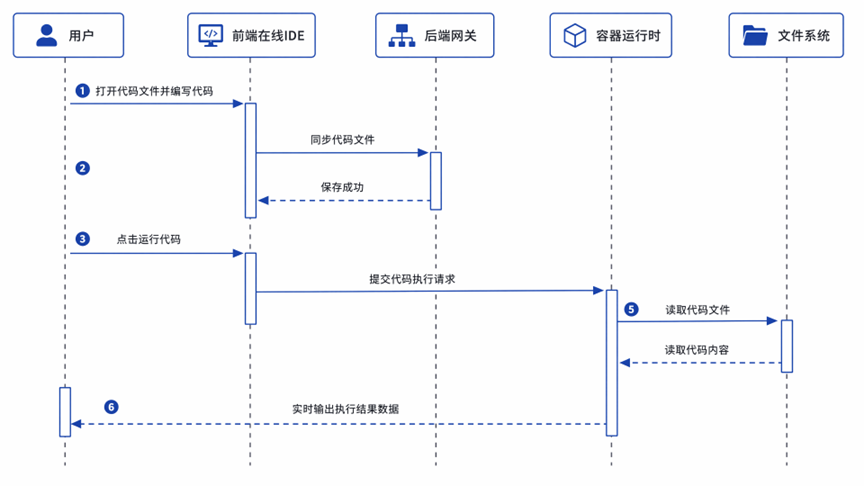 用户
前端在线IDE
后端网关
容器运行时
文件系统
1 打开代码文件并编写代码
同步代码文件
2
保存成功
3 点击运行代码
提交代码执行请求
5 读取代码文件
读取代码内容
6 实时输出执行结果数据